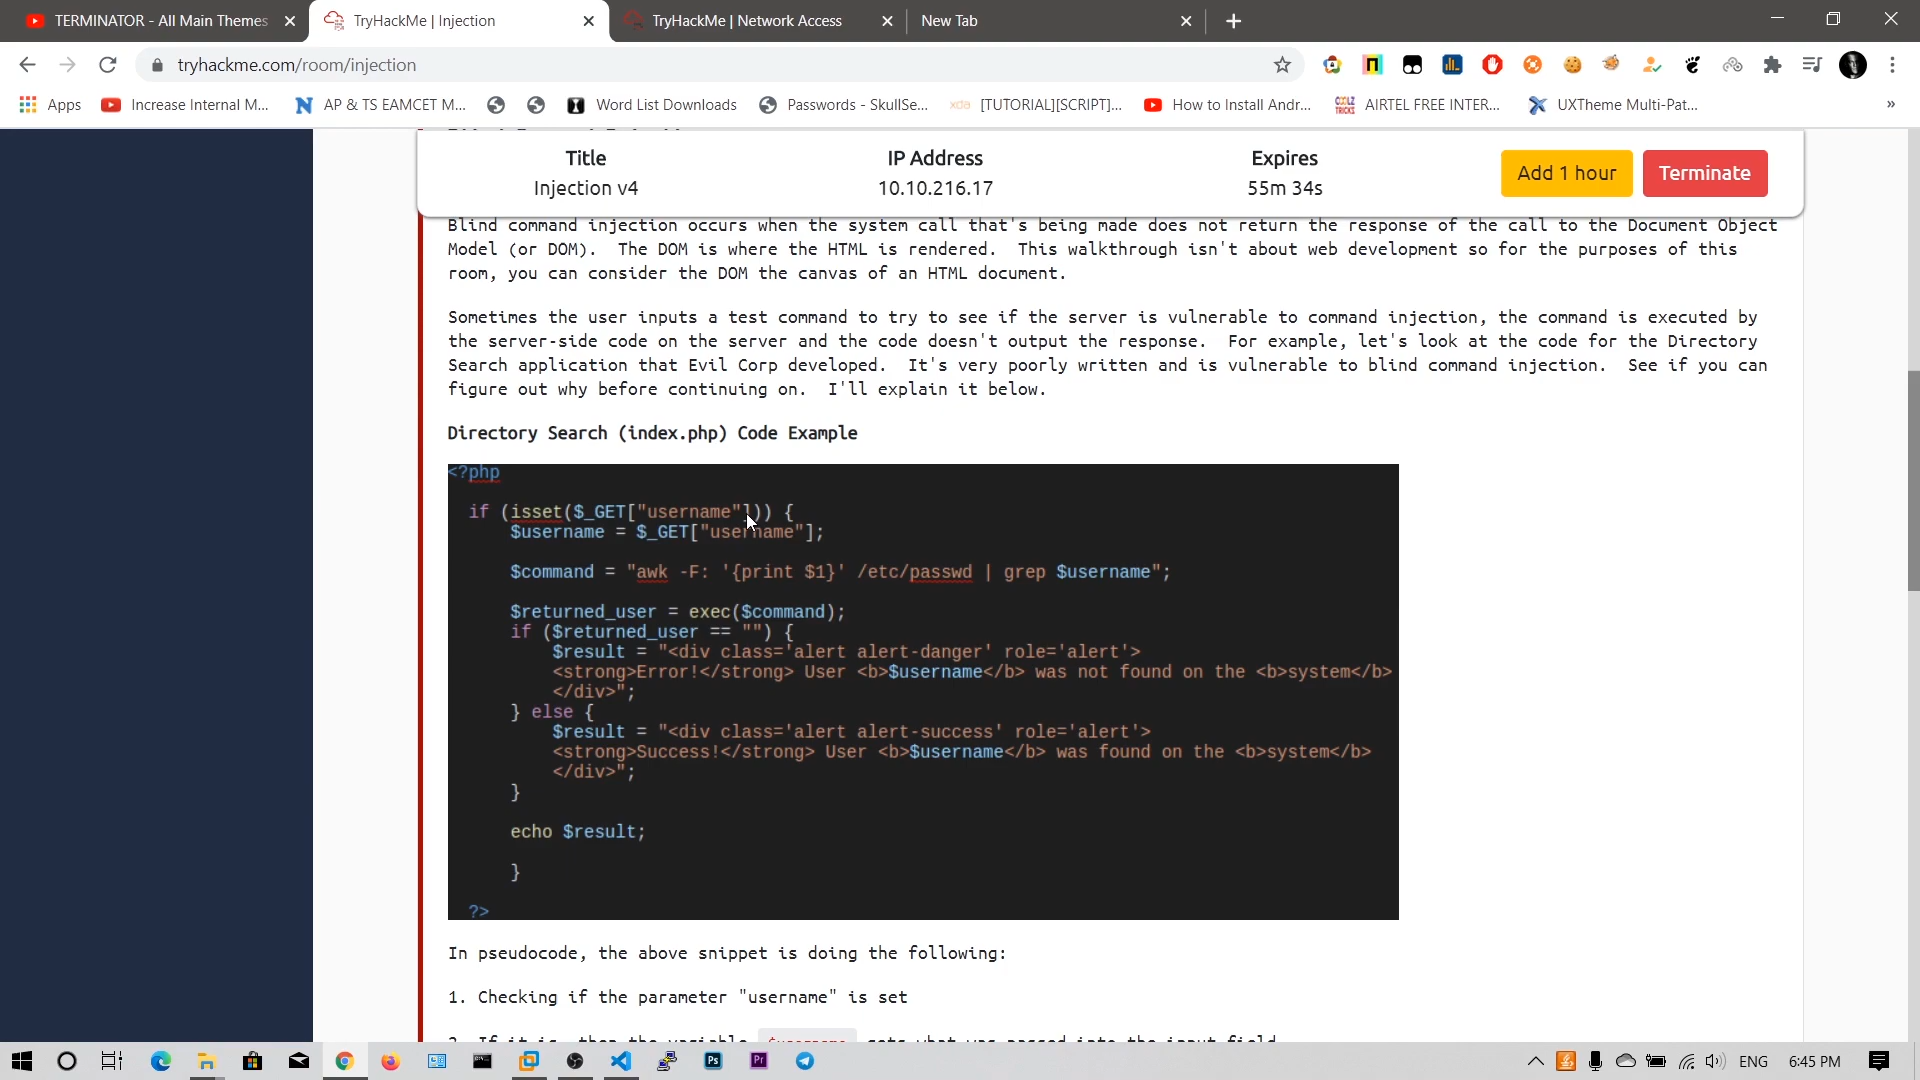 TERMINATOR - All Main Themes
TryHackMe | Injection
TryHackMe | Network Access
New Tab
tryhackme.com/room/injection
Apps
Increase Internal M...
AP & TS EAMCET M...
Word List Downloads
Passwords - SkullSe...
[TUTORIAL][SCRIPT]...
How to Install Andr...
AIRTEL FREE INTER...
UXTheme Multi-Pat...
»
Title
IP Address
Expires
Injection v4
10.10.216.17
55m 34s
Add 1 hour
Terminate
Blind command injection occurs when the system call that's being made does not return the response of the call to the Document Object
Model (or DOM).  The DOM is where the HTML is rendered.  This walkthrough isn't about web development so for the purposes of this
room, you can consider the DOM the canvas of an HTML document.
Sometimes the user inputs a test command to try to see if the server is vulnerable to command injection, the command is executed by
the server-side code on the server and the code doesn't output the response.  For example, let's look at the code for the Directory
Search application that Evil Corp developed.  It's very poorly written and is vulnerable to blind command injection.  See if you can
figure out why before continuing on.  I'll explain it below.
Directory Search (index.php) Code Example
<?php
if (isset($_GET["username"])) {
$username = $_GET["username"];
$command = "awk -F: '{print $1}' /etc/passwd | grep $username";
$returned_user = exec($command);
if ($returned_user == "") {
$result = "<div class='alert alert-danger' role='alert'>
<strong>Error!</strong> User <b>$username</b> was not found on the <b>system</b>
</div>";
} else {
$result = "<div class='alert alert-success' role='alert'>
<strong>Success!</strong> User <b>$username</b> was found on the <b>system</b>
</div>";
}
echo $result;
}
?>
In pseudocode, the above snippet is doing the following:
1. Checking if the parameter "username" is set
ENG
6:45 PM